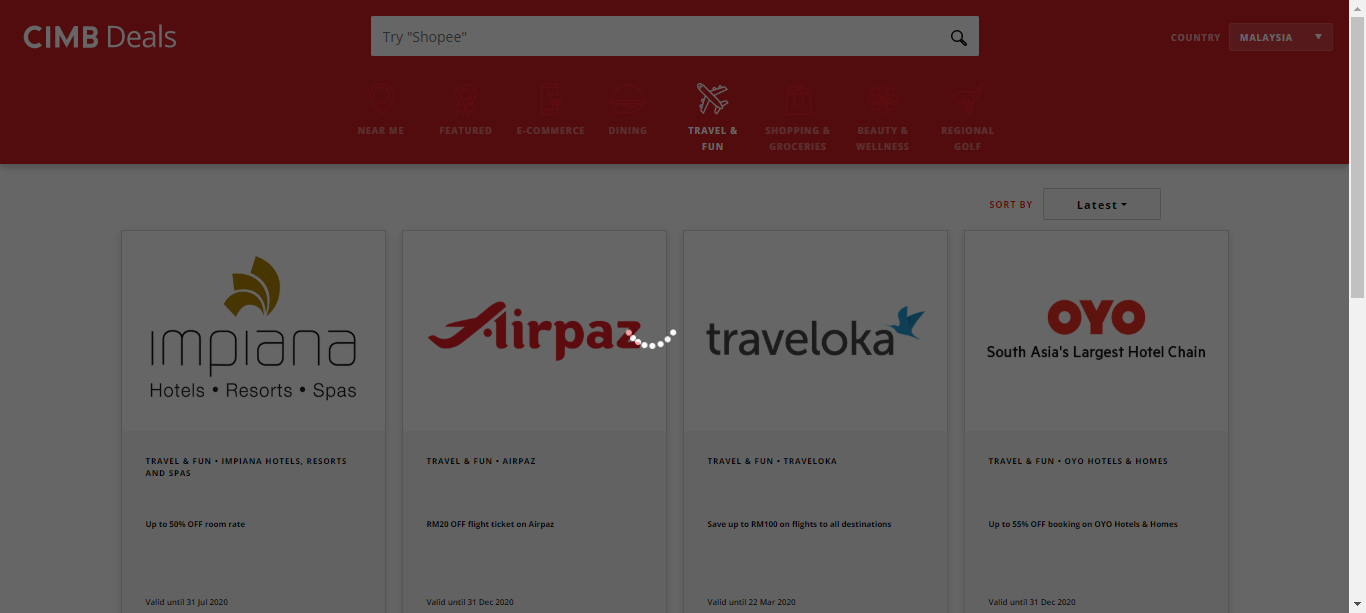 CIMB Deals
Try "Shopee"
COUNTRY
MALAYSIA
NEAR ME
FEATURED
E-COMMERCE
DINING
TRAVEL &
FUN
SHOPPING &
GROCERIES
BEAUTY &
WELLNESS
REGIONAL
GOLF
SORT BY
Latest
impiana
Hotels • Resorts • Spas
TRAVEL & FUN • IMPIANA HOTELS, RESORTS
AND SPAS
Up to 50% OFF room rate
Valid until 31 Jul 2020
Airpaz
TRAVEL & FUN • AIRPAZ
RM20 OFF flight ticket on Airpaz
Valid until 31 Dec 2020
traveloka
TRAVEL & FUN • TRAVELOKA
Save up to RM100 on flights to all destinations
Valid until 22 Mar 2020
OYO
South Asia's Largest Hotel Chain
TRAVEL & FUN • OYO HOTELS & HOMES
Up to 55% OFF booking on OYO Hotels & Homes
Valid until 31 Dec 2020